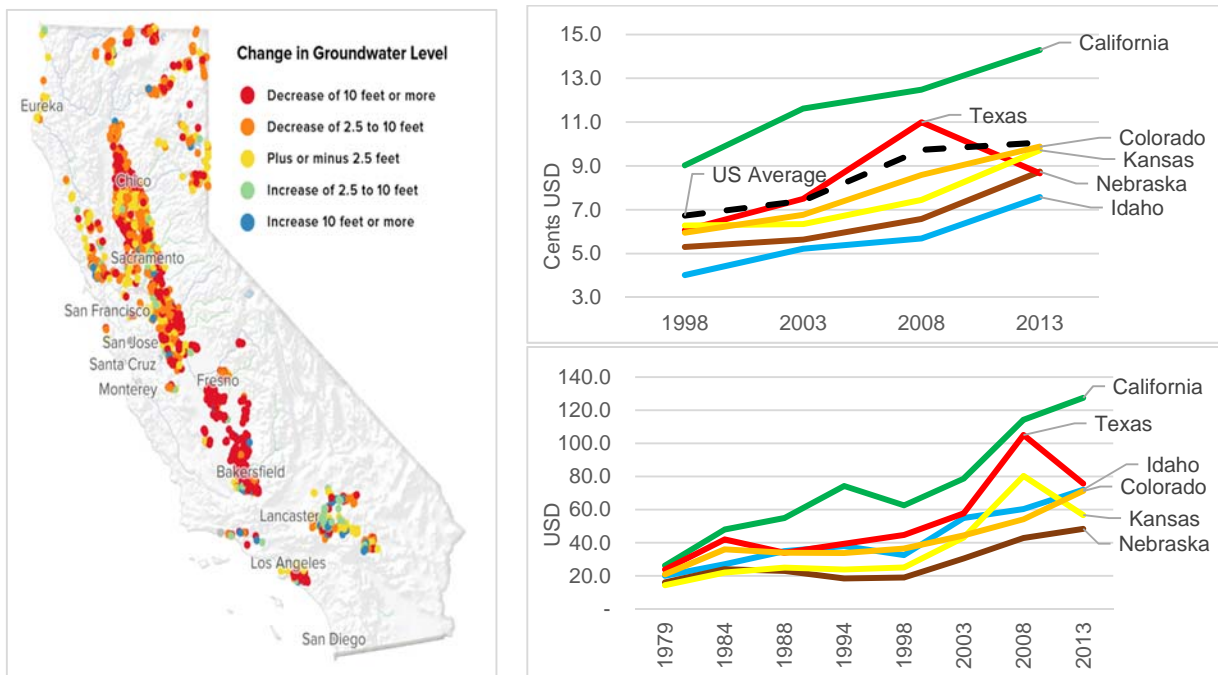 Change in Groundwater Level
Decrease of 10 feet or more
Decrease of 2.5 to 10 feet
Plus or minus 2.5 feet
Increase of 2.5 to 10 feet
Increase 10 feet or more
Eureka
Chico
Sacramento
San Francisco
San Jose
Santa Cruz
Monterey
Fresno
Bakersfield
Lancaster
Los Angeles
San Diego
Cents USD
15.0
13.0
11.0
9.0
7.0
5.0
3.0
1998
2003
2008
2013
California
Texas
US Average
Colorado
Kansas
Nebraska
Idaho
USD
140.0
120.0
100.0
80.0
60.0
40.0
20.0
-
1979
1984
1988
1994
1998
2003
2008
2013
California
Texas
Idaho
Colorado
Kansas
Nebraska